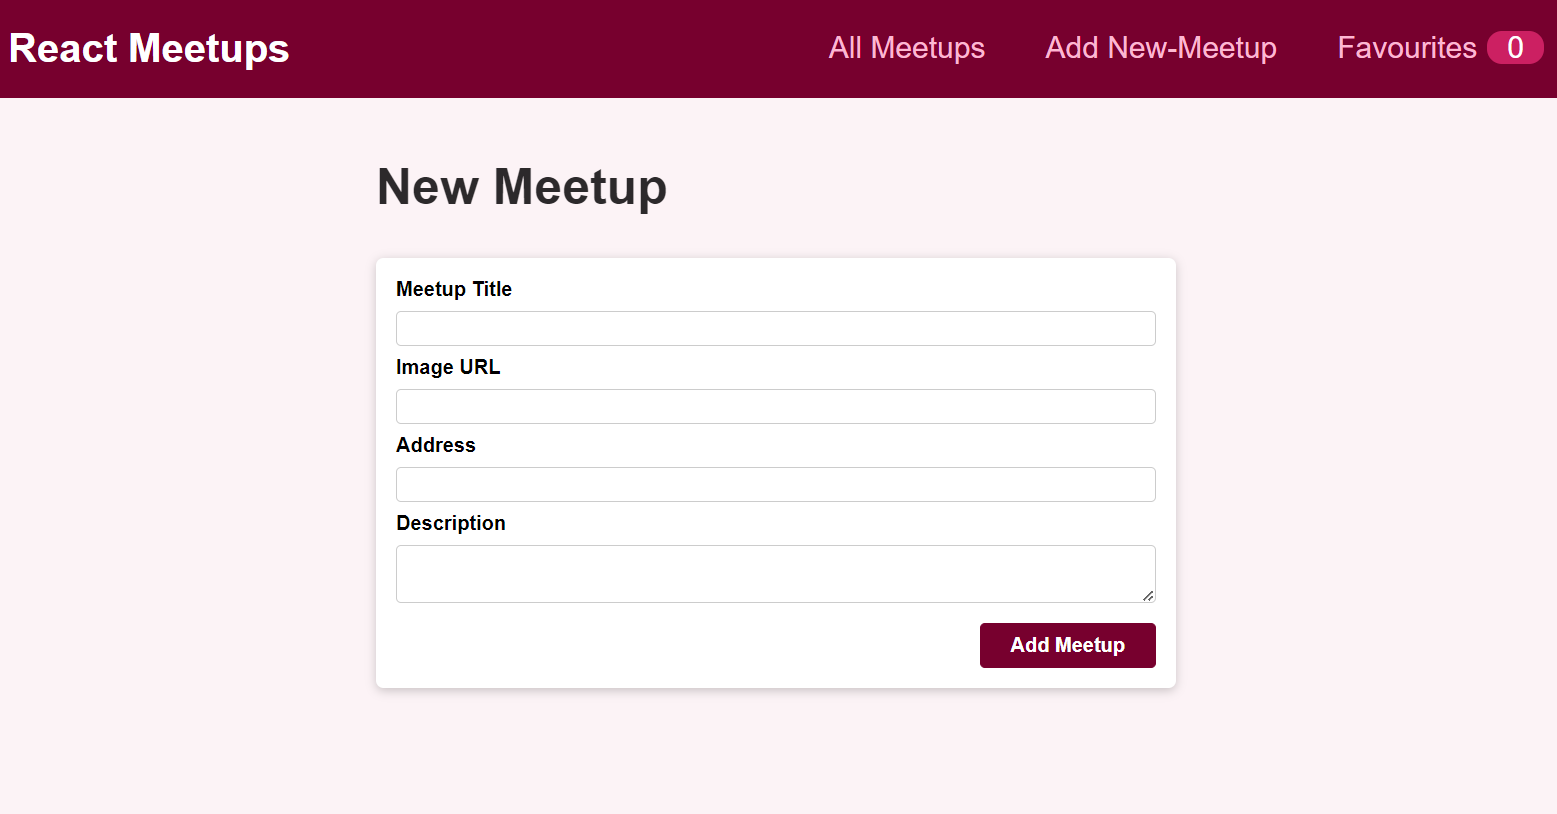 React Meetups
All Meetups Add New-Meetup Favourites 0
New Meetup
Meetup Title
Image URL
Address
Description
Add Meetup